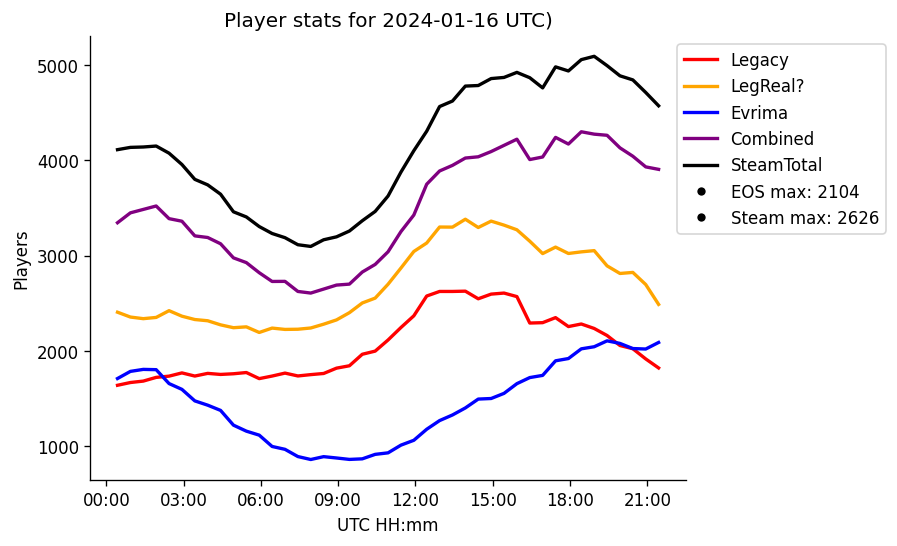 Player stats for 2024-01-16 UTC)
5000
4000
3000
2000
1000
Players
00:00 03:00 06:00 09:00 12:00 15:00 18:00 21:00
UTC HH:mm
Legacy
LegReal?
Evrima
Combined
SteamTotal
EOS max: 2104
Steam max: 2626